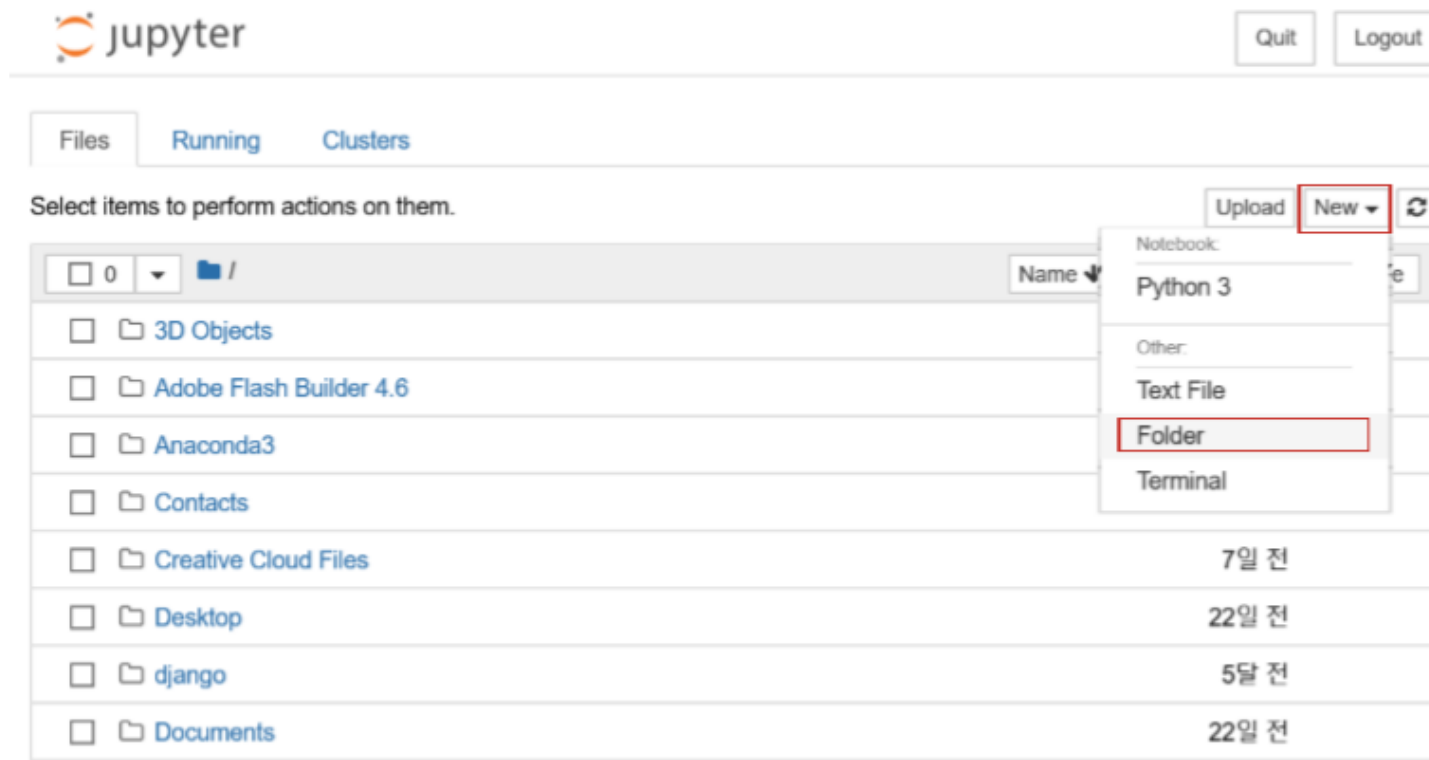 jupyter
Quit Logout
Files Running Clusters
Select items to perform actions on them.
Upload New
0 /
Name
Notebook:
Python 3
Other:
Text File
Folder
Terminal
3D Objects
Adobe Flash Builder 4.6
Anaconda3
Contacts
Creative Cloud Files 7일 전
Desktop 22일 전
django 5달 전
Documents 22일 전